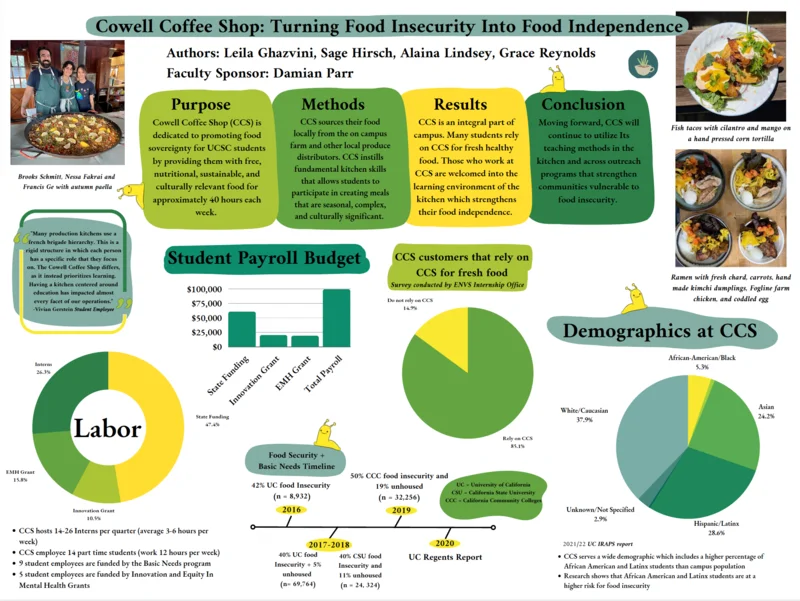 Cowell Coffee Shop: Turning Food Insecurity Into Food Independence
Authors: Leila Ghazvini, Sage Hirsch, Alaina Lindsey, Grace Reynolds
Faculty Sponsor: Damian Parr
Brooks Schmitt, Nessa Fakrai and
Francis Ge with autumn paella
Purpose
Cowell Coffee Shop (CCS) is
dedicated to promoting food
sovereignty for UCSC students
by providing them with free,
nutritional, sustainable, and
culturally relevant food for
approximately 40 hours each
week.
Methods
CCS sources their food
locally from the on campus
farm and other local produce
distributors. CCS instills
fundamental kitchen skills
that allows students to
participate in creating meals
that are seasonal, complex,
and culturally significant.
Results
CCS is an integral part of
campus. Many students rely
on CCS for fresh healthy
food. Those who work at
CCS are welcomed into the
learning environment of the
kitchen which strengthens
their food independence.
Conclusion
Moving forward, CCS will
continue to utilize Its
teaching methods in the
kitchen and across outreach
programs that strengthen
communities vulnerable to
food insecurity.
Fish tacos with cilantro and mango on
a hand pressed corn tortilla
Ramen with fresh chard, carrots, hand
made kimchi dumplings, Fogline farm
chicken, and coddled egg
"Many production kitchens use a
french brigade hierarchy. This is a
rigid structure in which each person
has a specific role that they focus
on. The Cowell Coffee Shop differs,
as it instead prioritizes learning.
Having a kitchen centered around
education has impacted almost
every facet of our operations."
-Vivian Gerstein Student Employee
Student Payroll Budget
$100,000
$75,000
$50,000
$25,000
$0
State Funding
Innovation Grant
EMH Grant
Total Payroll
CCS customers that rely on
CCS for fresh food
Survey conducted by ENVS Internship Office
Do not rely on CCS
14.9%
Rely on CCS
85.1%
Demographics at CCS
African-American/Black
5.3%
Asian
24.2%
White/Caucasian
37.9%
Unknown/Not Specified
2.9%
Hispanic/Latinx
28.6%
2021/22 UC IRAPS report
• CCS serves a wide demographic which includes a higher percentage of
African American and Latinx students than campus population
• Research shows that African American and Latinx students are at a
higher risk for food insecurity
Labor
Interns
26.3%
State Funding
47.4%
EMH Grant
15.8%
Innovation Grant
10.5%
• CCS hosts 14-26 Interns per quarter (average 3-6 hours per
week)
• CCS employee 14 part time students (work 12 hours per week)
• 9 student employees are funded by the Basic Needs program
• 5 student employees are funded by Innovation and Equity In
Mental Health Grants
Food Security +
Basic Needs Timeline
42% UC food Insecurity
(n = 8,932)
2016
2017-2018
40% UC food
Insecurity + 5%
unhoused
(n= 69,764)
40% CSU food
Insecurity and
11% unhoused
(n = 24, 324)
50% CCC food insecurity and
19% unhoused
(n = 32,256)
2019
2020
UC Regents Report
UC = University of California
CSU = California State University
CCC = California Community Colleges